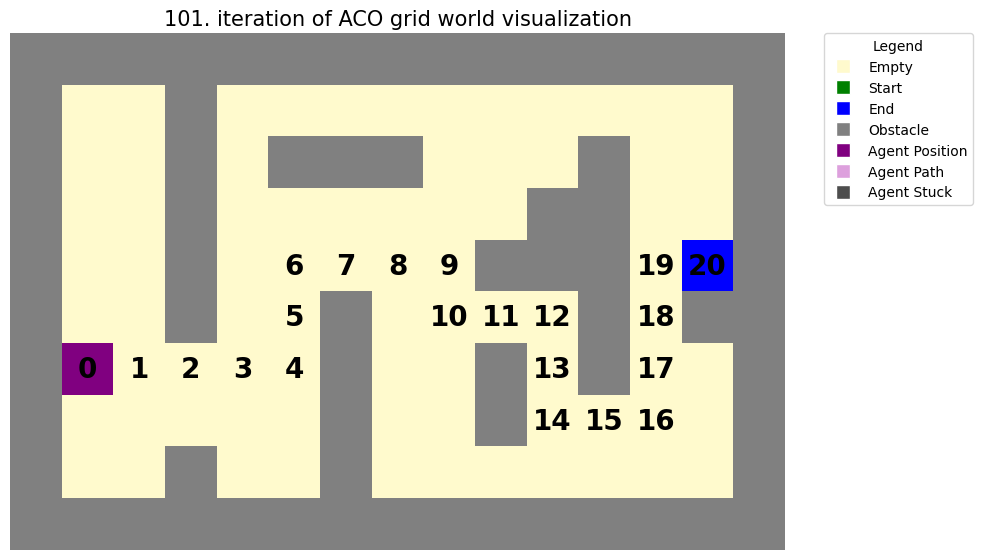 101. iteration of ACO grid world visualization
Legend
Empty
Start
End
Obstacle
Agent Position
Agent Path
Agent Stuck
6 7 8 9 19 20
5 10 11 12 18
0 1 2 3 4 13 17
14 15 16